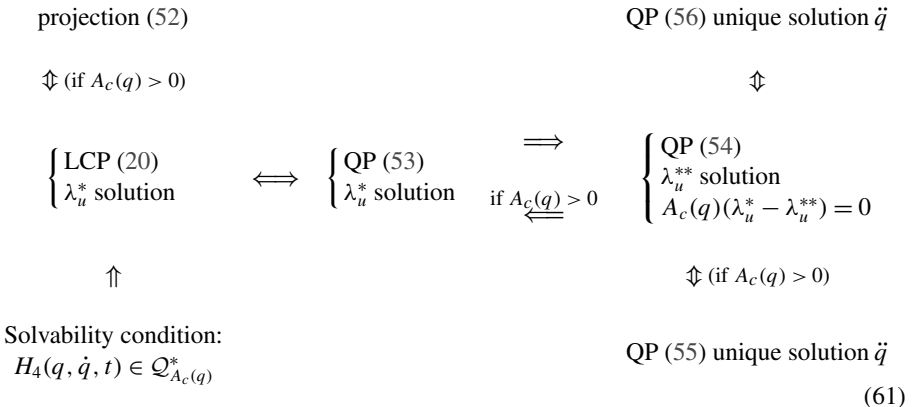 projection (52) QP (56) unique solution q̈
⇕ (if A_c(q) > 0) ⇕
{ LCP (20) λ_u^* solution ⟺ { QP (53) λ_u^* solution ⟹ if A_c(q) > 0 ⟸ { QP (54) λ_u^{**} solution A_c(q)(λ_u^* − λ_u^{**}) = 0
⇑ ⇕ (if A_c(q) > 0)
Solvability condition:
H_4(q, q̇, t) ∈ 𝒬^*_{A_c(q)} QP (55) unique solution q̈
(61)